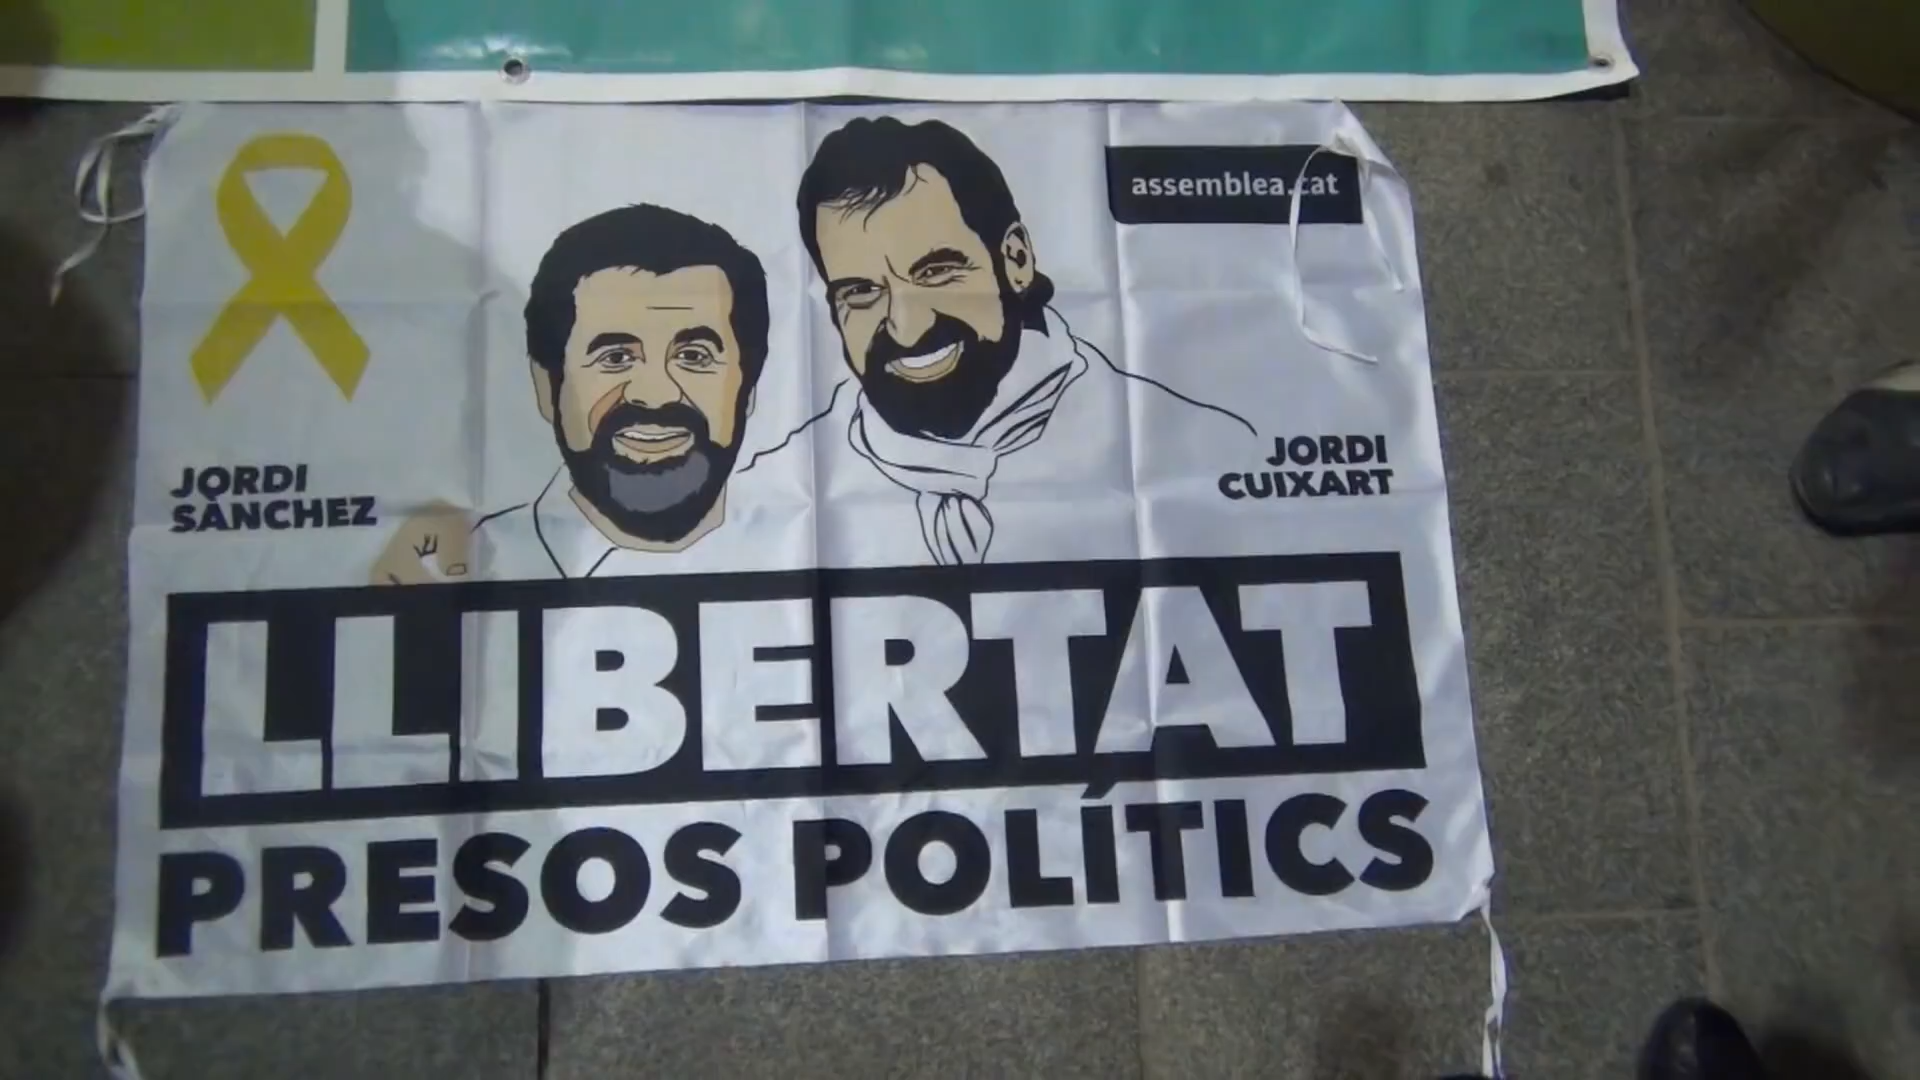 assemblea.cat
JORDI
SÀNCHEZ
JORDI
CUIXART
LLIBERTAT
PRESOS POLÍTICS